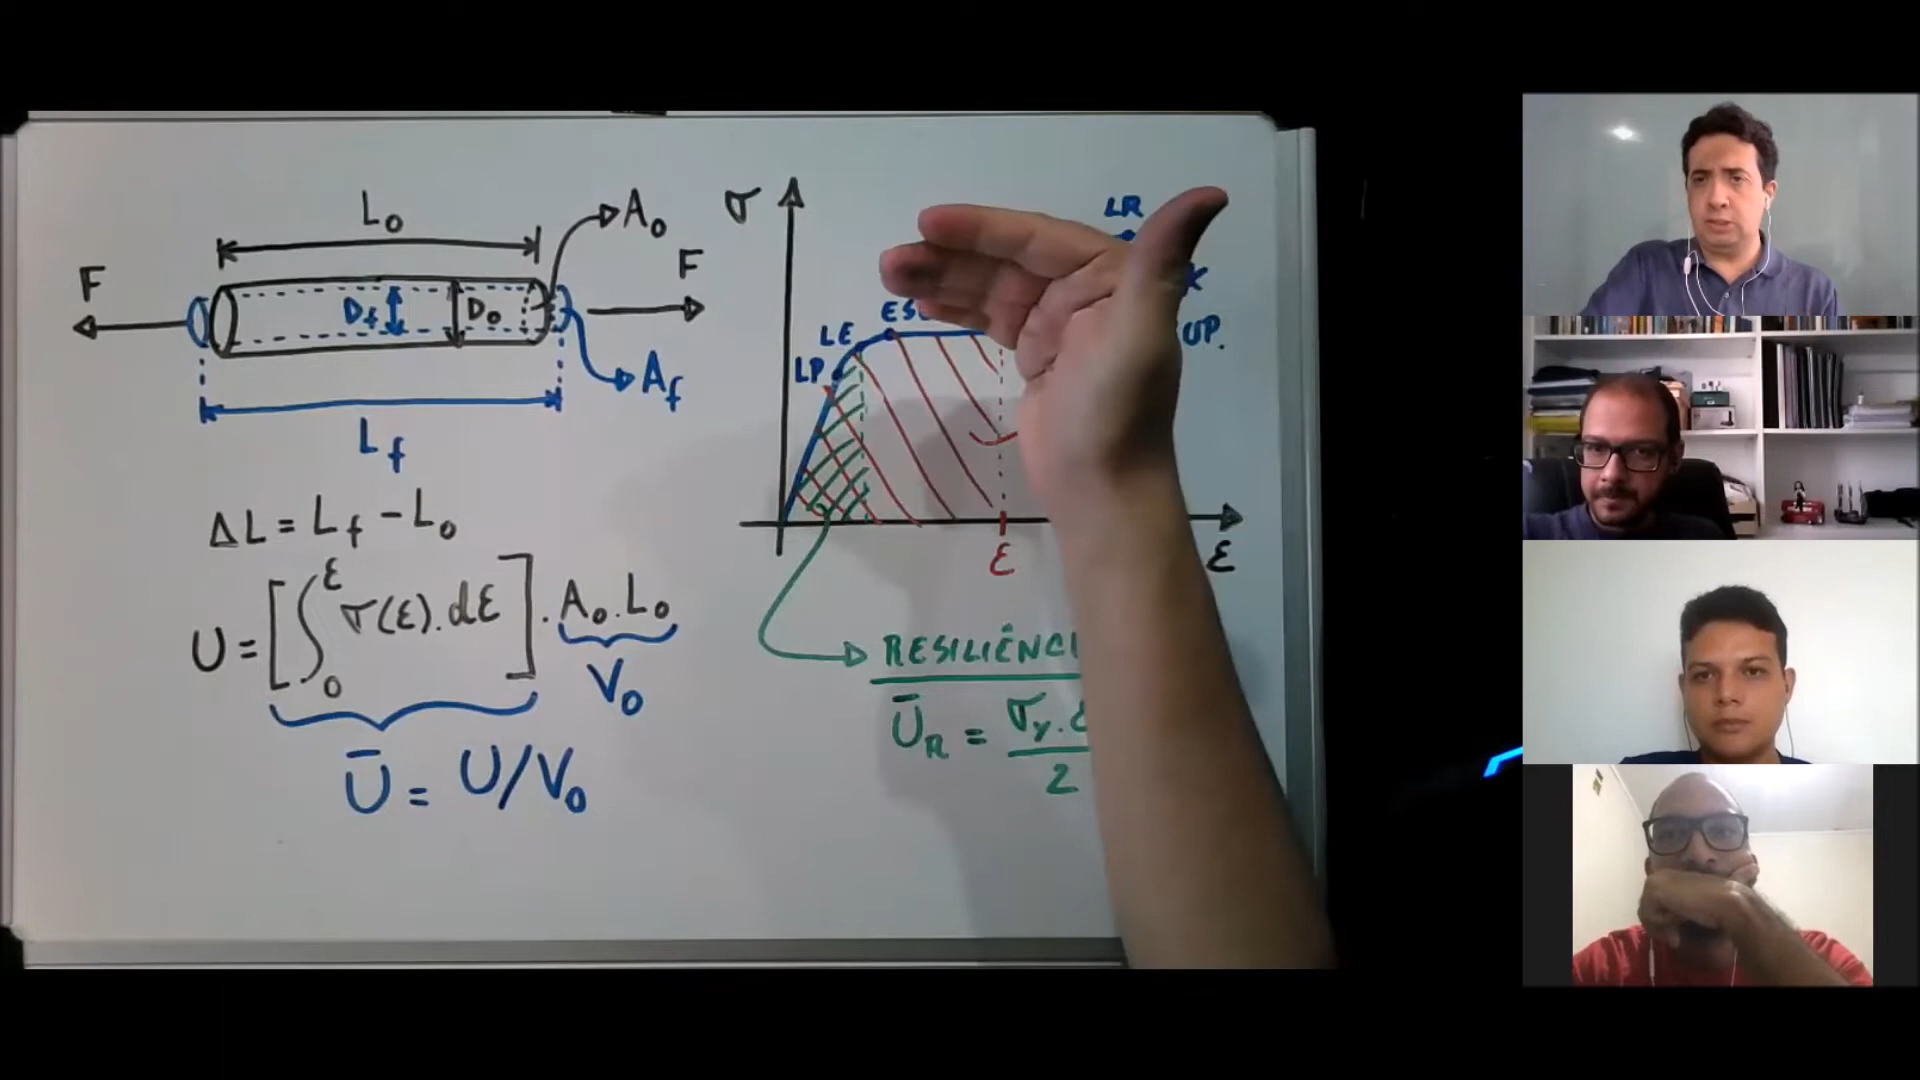 L₀
A₀
F
F
D_f
D₀
A_f
L_f
ΔL = L_f - L₀
U = [∫₀^ε σ(ε).dε] . A₀.L₀
V₀
Ū = U/V₀
σ
LR
LE
LP
UP.
ε
ε
RESILIÊNCI
Ū_R = σ_y.ε
2